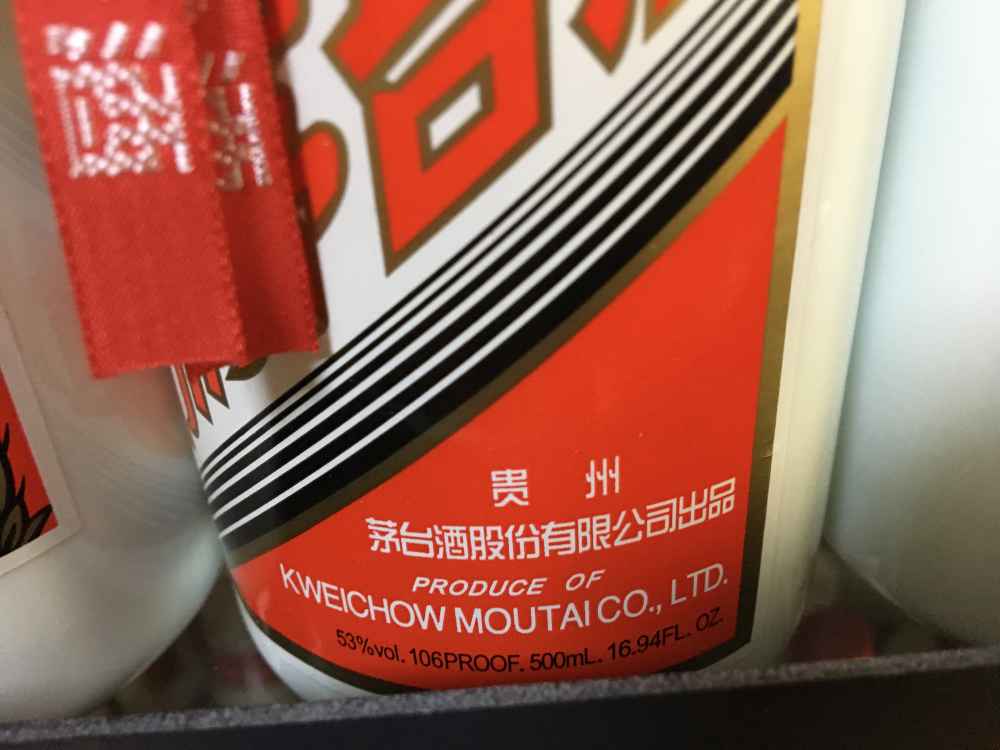 台
贵州
茅台酒股份有限公司出品
PRODUCE OF
KWEICHOW MOUTAI CO., LTD.
53%vol. 106PROOF. 500mL. 16.94FL. OZ.